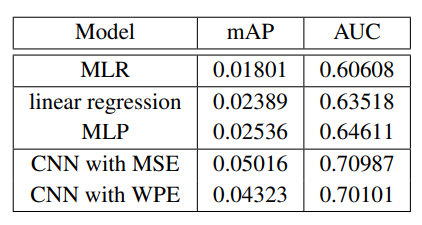 Model mAP AUC
MLR 0.01801 0.60608
linear regression 0.02389 0.63518
MLP 0.02536 0.64611
CNN with MSE 0.05016 0.70987
CNN with WPE 0.04323 0.70101